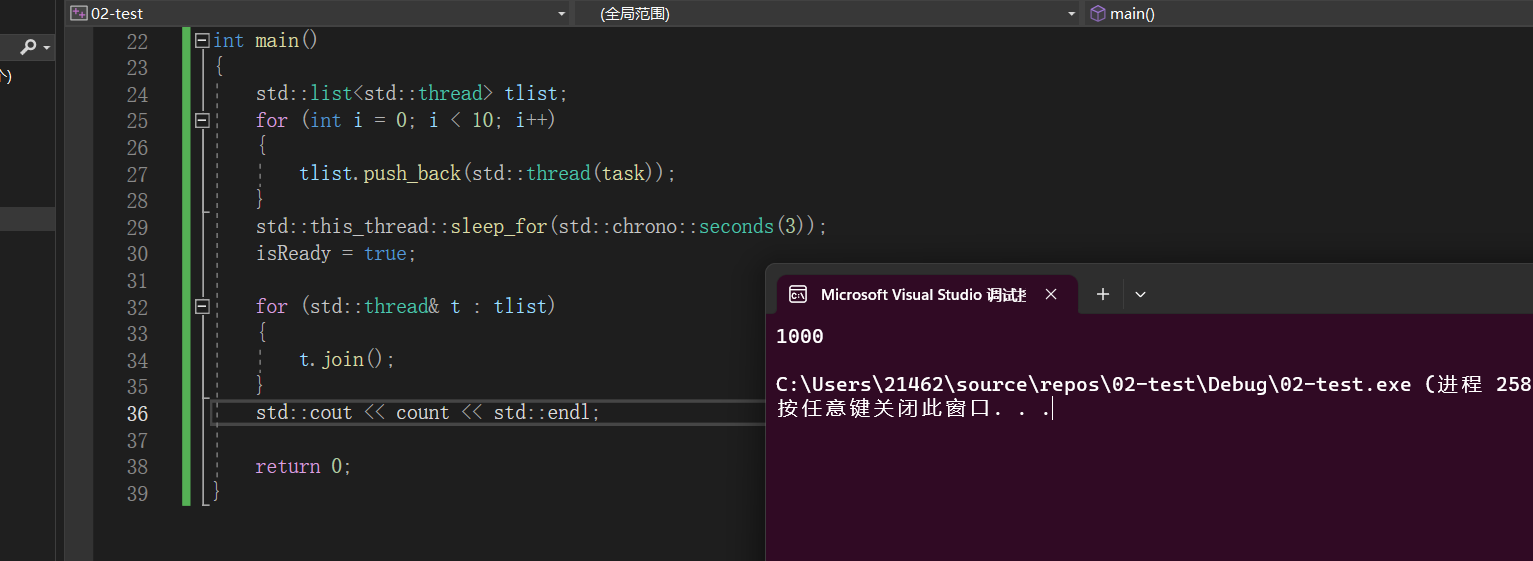 02-test (全局范围) main()
个)
22 int main()
23 {
24 std::list<std::thread> tlist;
25 for (int i = 0; i < 10; i++)
26 {
27 tlist.push_back(std::thread(task));
28 }
29 std::this_thread::sleep_for(std::chrono::seconds(3));
30 isReady = true;
31
32 for (std::thread& t : tlist)
33 {
34 t.join();
35 }
36 std::cout << count << std::endl;
37
38 return 0;
39 }
Microsoft Visual Studio 调试
1000
C:\Users\21462\source\repos\02-test\Debug\02-test.exe (进程 258
按任意键关闭此窗口. . .